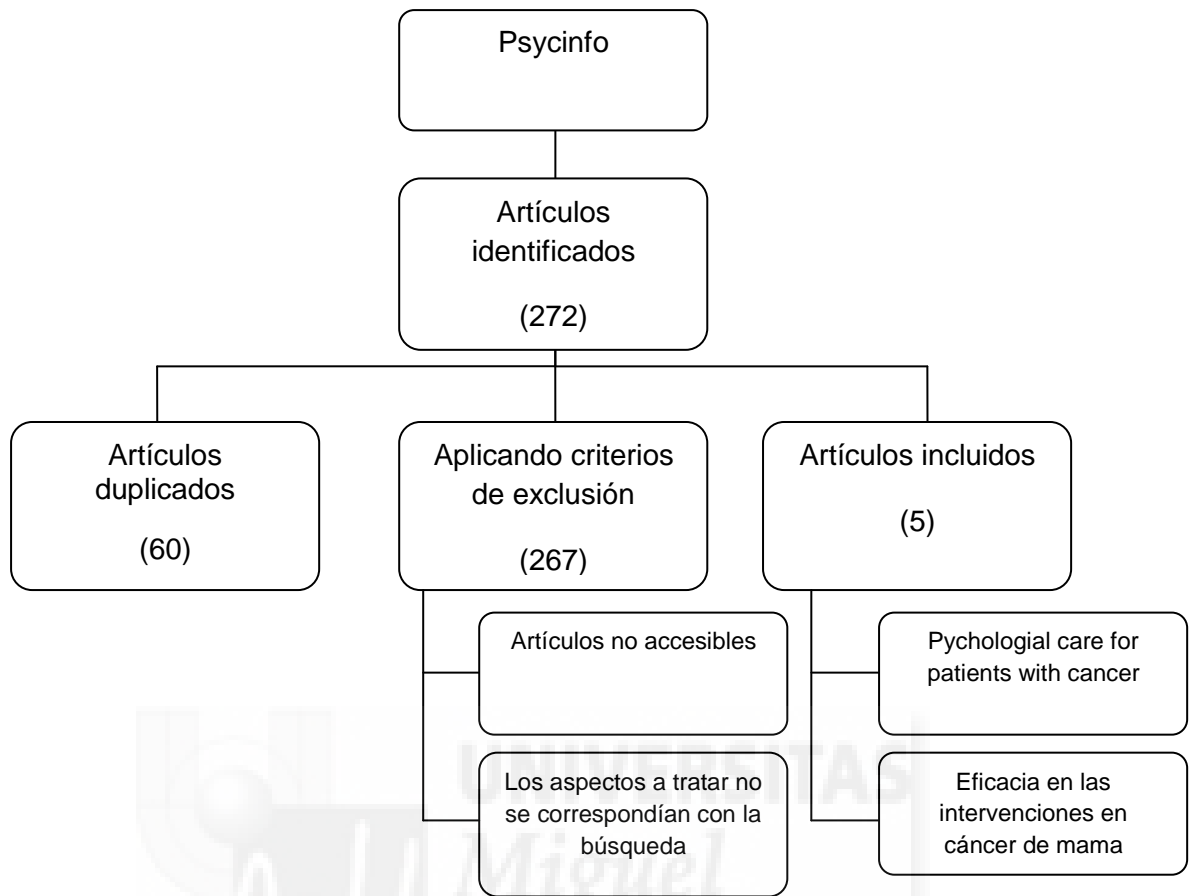 Psycinfo
Artículos
identificados
(272)
Artículos
duplicados
(60)
Aplicando criterios
de exclusión
(267)
Artículos incluidos
(5)
Artículos no accesibles
Los aspectos a tratar no
se correspondían con la
búsqueda
Pychologial care for
patients with cancer
Eficacia en las
intervenciones en
cáncer de mama
UNIVERSITAS
Miguel